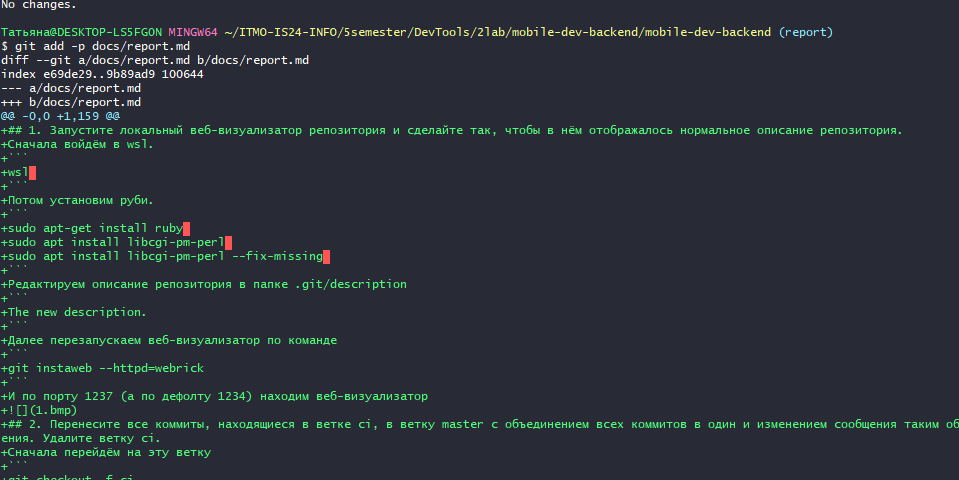 No changes.
Татьяна@DESKTOP-LS5FGON MINGW64 ~/ITMO-IS24-INFO/5semester/DevTools/2lab/mobile-dev-backend/mobile-dev-backend (report)
$ git add -p docs/report.md
diff --git a/docs/report.md b/docs/report.md
index e69de29..9b89ad9 100644
--- a/docs/report.md
+++ b/docs/report.md
@@ -0,0 +1,159 @@
+## 1. Запустите локальный веб-визуализатор репозитория и сделайте так, чтобы в нём отображалось нормальное описание репозитория.
+Сначала войдём в wsl.
+```
+wsl
+```
+Потом установим руби.
+```
+sudo apt-get install ruby
+sudo apt install libcgi-pm-perl
+sudo apt install libcgi-pm-perl --fix-missing
+```
+Редактируем описание репозитория в папке .git/description
+```
+The new description.
+```
+Далее перезапускаем веб-визуализатор по команде
+```
+git instaweb --httpd=webrick
+```
+И по порту 1237 (а по дефолту 1234) находим веб-визуализатор
+![](1.bmp)
+## 2. Перенесите все коммиты, находящиеся в ветке ci, в ветку master с объединением всех коммитов в один и изменением сообщения таким об
ения. Удалите ветку ci.
+Сначала перейдём на эту ветку
+```
+git checkout -f ci